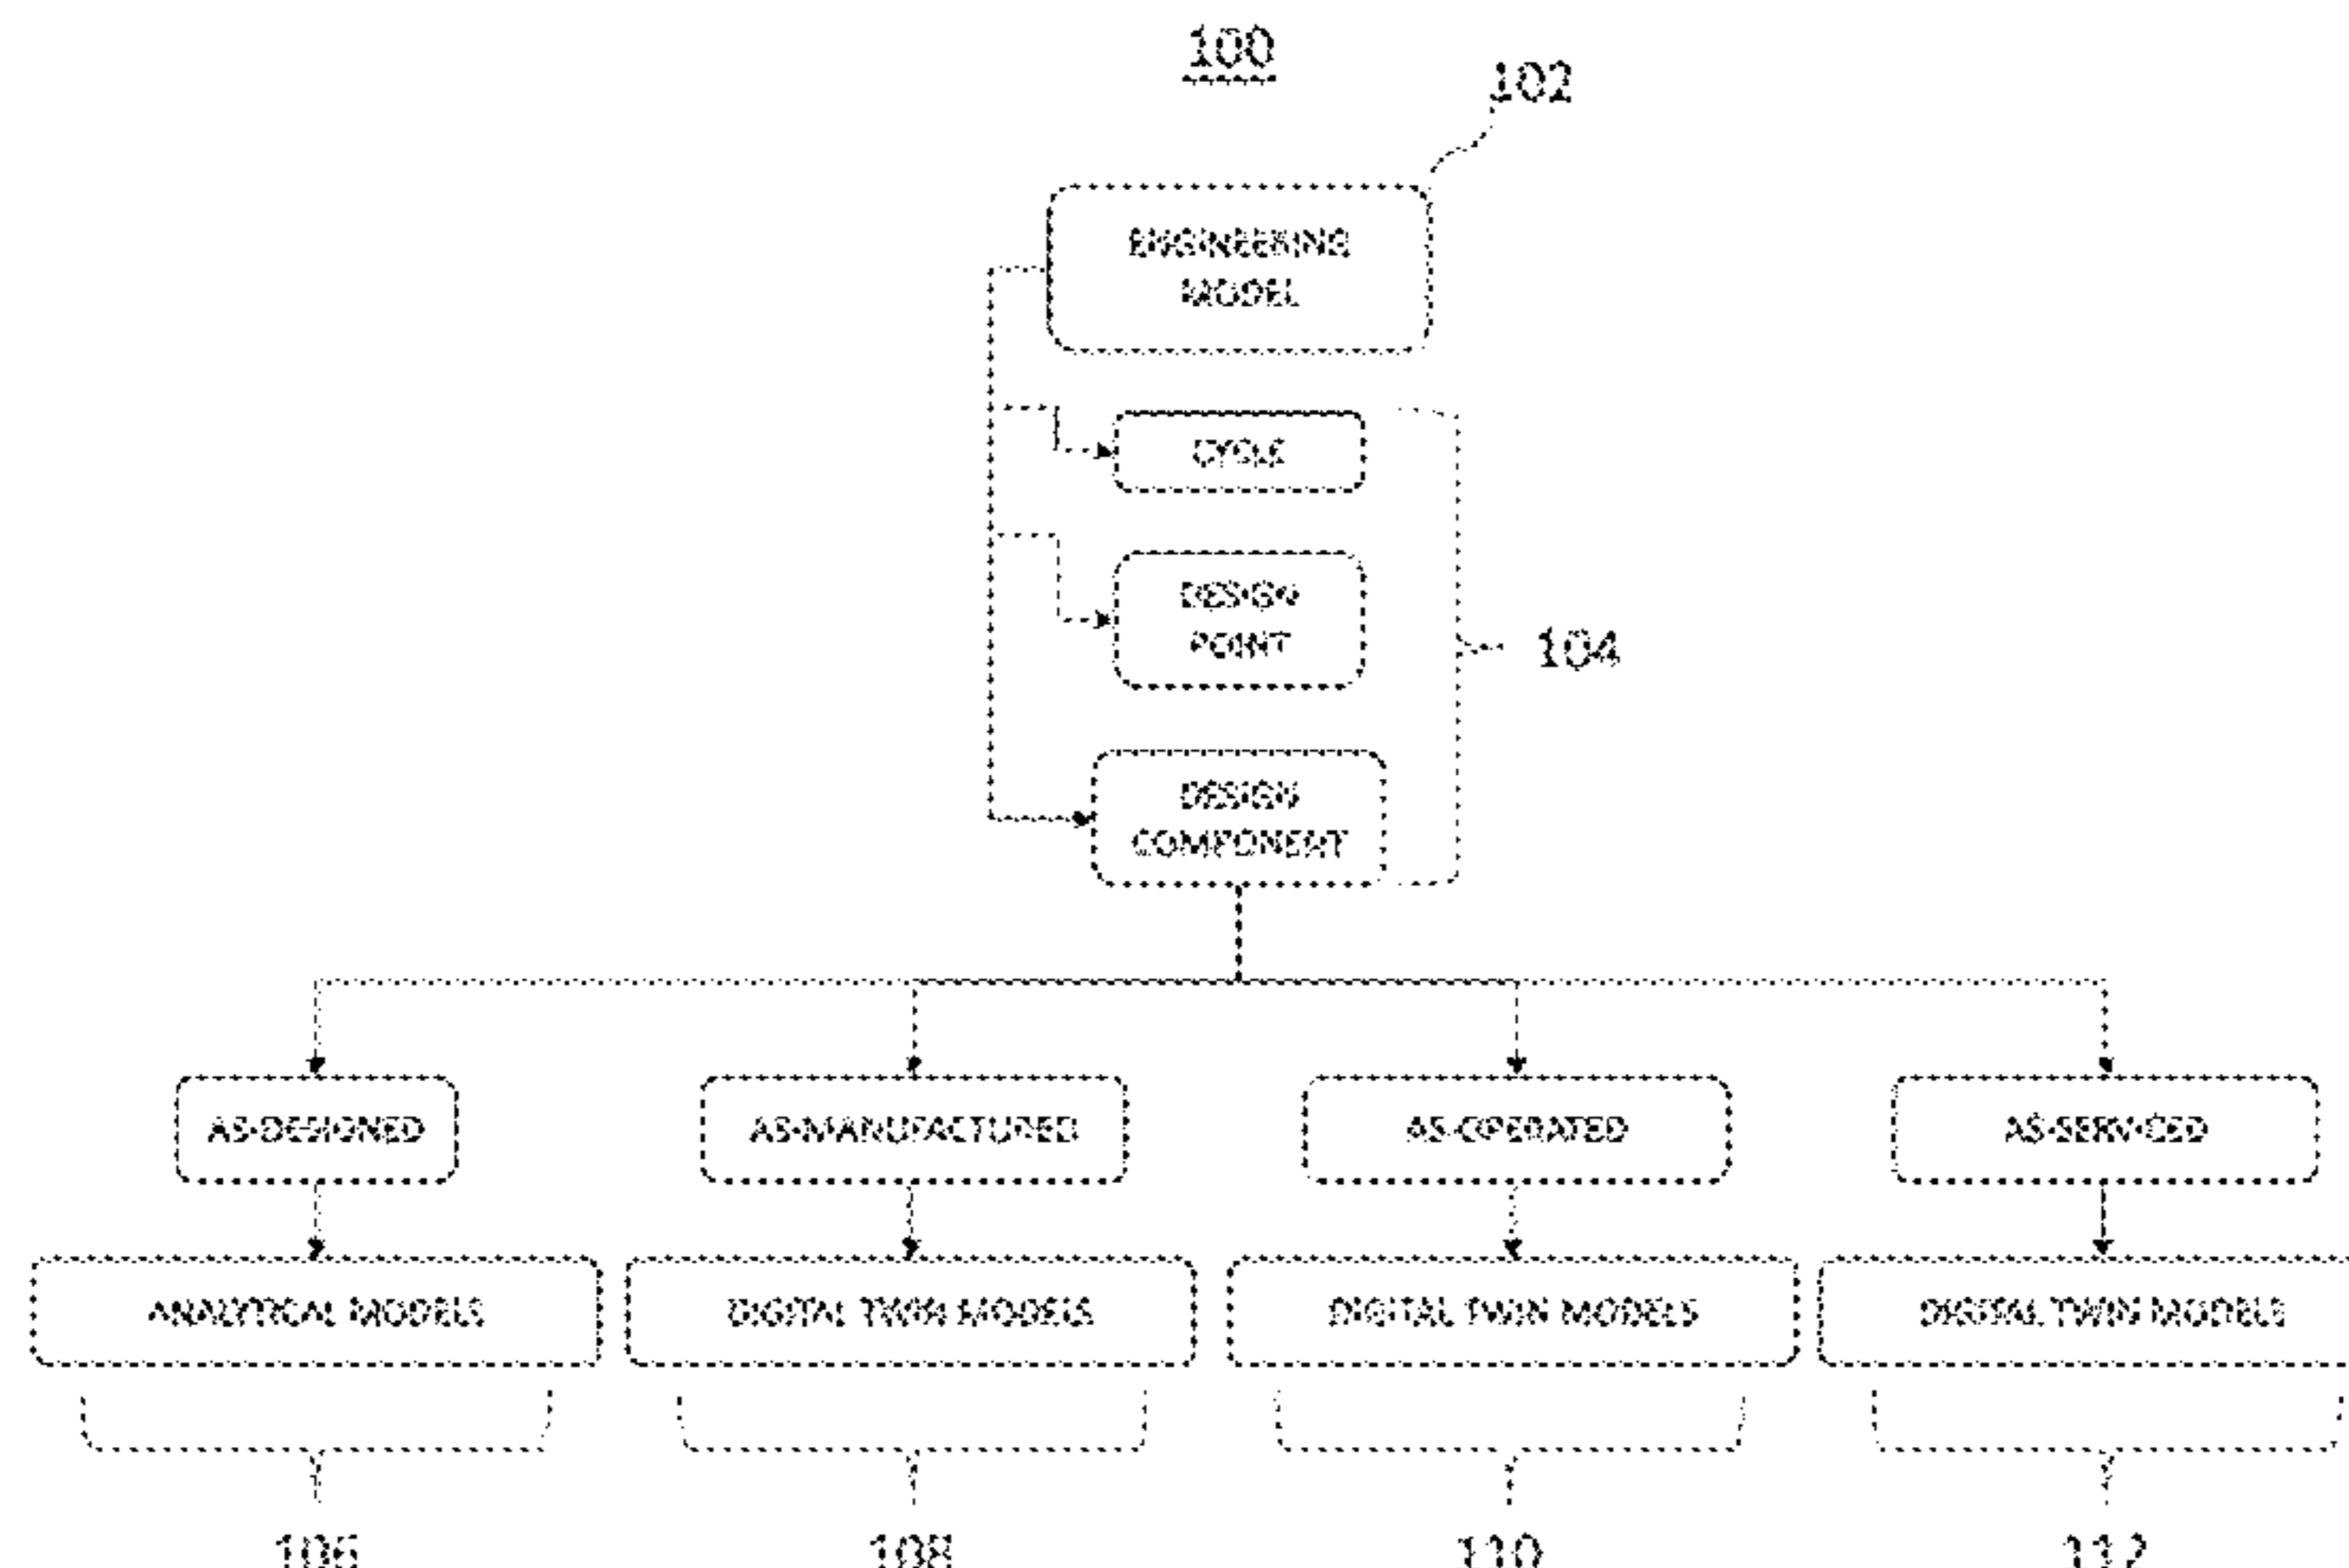 100
102
ENGINEERING
MODEL
CYCLE
DESIGN
POINT
104
DESIGN
COMPONENT
AS-DESIGNED
AS-MANUFACTURED
AS-OPERATED
AS-SERVICED
ANALYTICAL MODELS
DIGITAL TWIN MODELS
DIGITAL TWIN MODELS
DIGITAL TWIN MODELS
106
108
110
112